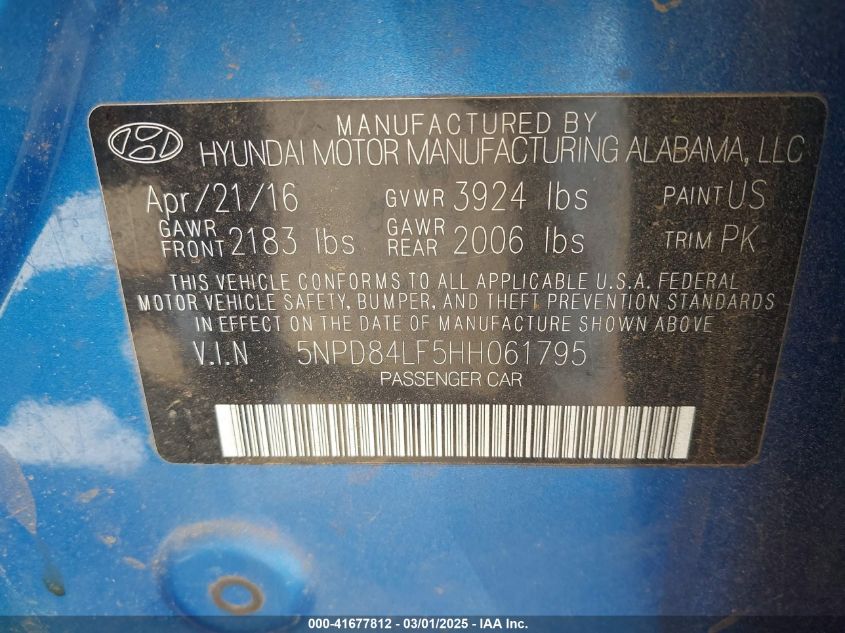 MANUFACTURED BY
HYUNDAI MOTOR MANUFACTURING ALABAMA, LLC
Apr/21/16 GVWR 3924 lbs PAINT US
GAWR FRONT 2183 lbs GAWR REAR 2006 lbs TRIM PK
THIS VEHICLE CONFORMS TO ALL APPLICABLE U.S.A. FEDERAL
MOTOR VEHICLE SAFETY, BUMPER, AND THEFT PREVENTION STANDARDS
IN EFFECT ON THE DATE OF MANUFACTURE SHOWN ABOVE
V.I.N 5NPD84LF5HH061795
PASSENGER CAR
000-41677812 - 03/01/2025 - IAA Inc.